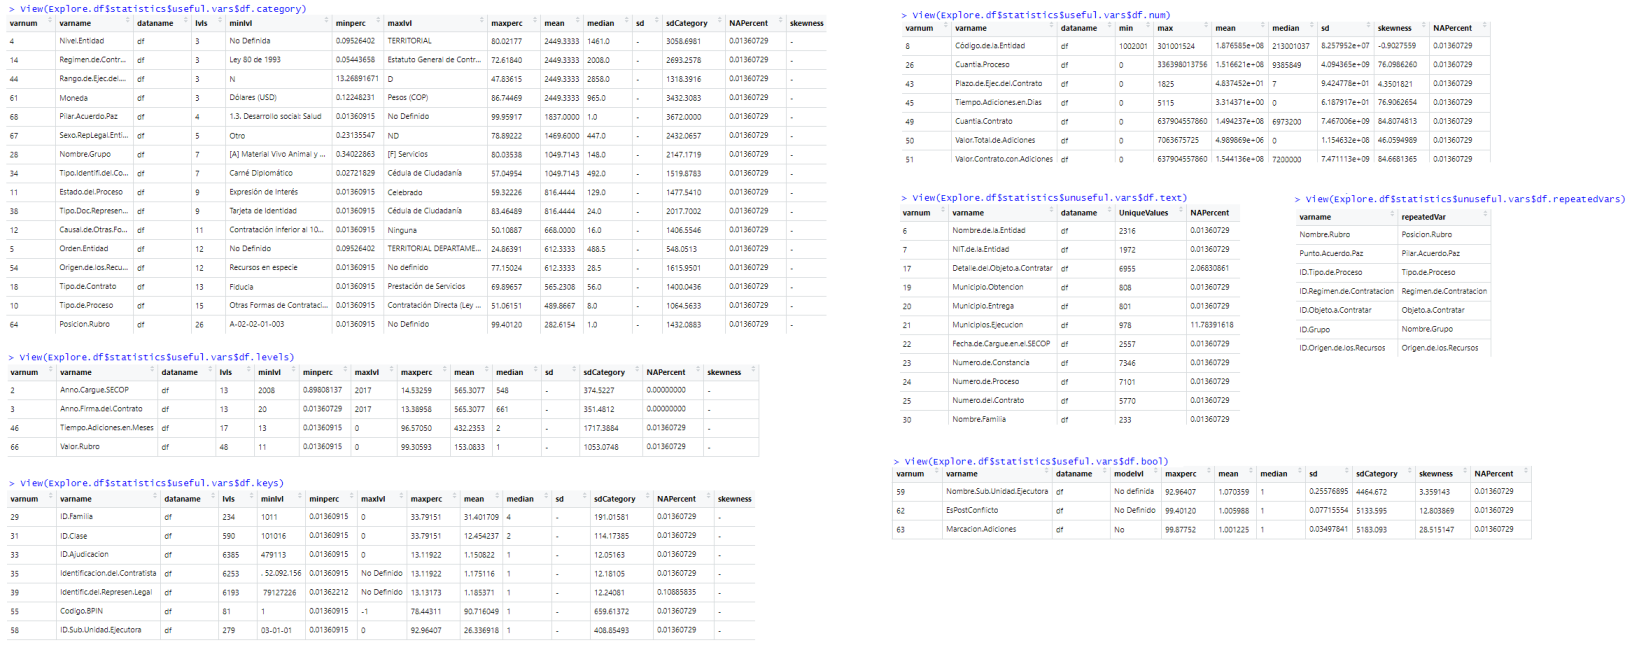 > View(Explore.df$statistics$useful.vars$df.category)
varnum varname dataname lvls minlvl minperc maxlvl maxperc mean median sd sdCategory NAPercent skewness
4 Nivel.Entidad df 3 No Definida 0.09526402 TERRITORIAL 80.02177 2449.3333 1461.0 - 3058.6981 0.01360729 -
14 Regimen.de.Contr... df 3 Ley 80 de 1993 0.05443658 Estatuto General de Contr... 72.61840 2449.3333 2008.0 - 2693.2578 0.01360729 -
44 Rango.de.Ejec.del.... df 3 N 13.26891671 D 47.83615 2449.3333 2858.0 - 1318.3916 0.01360729 -
61 Moneda df 3 Dólares (USD) 0.12248231 Pesos (COP) 86.74469 2449.3333 965.0 - 3432.3083 0.01360729 -
68 Pilar.Acuerdo.Paz df 4 1.3. Desarrollo social: Salud 0.01360915 No Definido 99.95917 1837.0000 1.0 - 3672.0000 0.01360729 -
67 Sexo.RepLegal.Enti... df 5 Otro 0.23135547 ND 78.89222 1469.6000 447.0 - 2432.0657 0.01360729 -
28 Nombre.Grupo df 7 [A] Material Vivo Animal y ... 0.34022863 [F] Servicios 80.03538 1049.7143 148.0 - 2147.1719 0.01360729 -
34 Tipo.Identifi.del.Co... df 7 Carné Diplomático 0.02721829 Cédula de Ciudadanía 57.04954 1049.7143 492.0 - 1519.8783 0.01360729 -
11 Estado.del.Proceso df 9 Expresión de Interés 0.01360915 Celebrado 59.32226 816.4444 129.0 - 1477.5410 0.01360729 -
38 Tipo.Doc.Represen... df 9 Tarjeta de Identidad 0.01360915 Cédula de Ciudadanía 83.46489 816.4444 24.0 - 2017.7002 0.01360729 -
12 Causal.de.Otras.Fo... df 11 Contratación inferior al 10... 0.01360915 Ninguna 50.10887 668.0000 16.0 - 1406.5546 0.01360729 -
5 Orden.Entidad df 12 No Definido 0.09526402 TERRITORIAL DEPARTAME... 24.86391 612.3333 488.5 - 548.0513 0.01360729 -
54 Origen.de.los.Recu... df 12 Recursos en especie 0.01360915 No definido 77.15024 612.3333 28.5 - 1615.9501 0.01360729 -
18 Tipo.de.Contrato df 13 Fiducia 0.01360915 Prestación de Servicios 69.89657 565.2308 56.0 - 1400.0436 0.01360729 -
10 Tipo.de.Proceso df 15 Otras Formas de Contrataci... 0.01360915 Contratación Directa (Ley ... 51.06151 489.8667 8.0 - 1064.5633 0.01360729 -
64 Posicion.Rubro df 26 A-02-02-01-003 0.01360915 No Definido 99.40120 282.6154 1.0 - 1432.0883 0.01360729 -
> View(Explore.df$statistics$useful.vars$df.levels)
varnum varname dataname lvls minlvl minperc maxlvl maxperc mean median sd sdCategory NAPercent skewness
2 Anno.Cargue.SECOP df 13 2008 0.89808137 2017 14.53259 565.3077 548 - 374.5227 0.00000000 -
3 Anno.Firma.del.Contrato df 13 20 0.01360729 2017 13.38958 565.3077 661 - 351.4812 0.00000000 -
46 Tiempo.Adiciones.en.Meses df 17 13 0.01360915 0 96.57050 432.2353 2 - 1717.3884 0.01360729 -
66 Valor.Rubro df 48 11 0.01360915 0 99.30593 153.0833 1 - 1053.0748 0.01360729 -
> View(Explore.df$statistics$useful.vars$df.keys)
varnum varname dataname lvls minlvl minperc maxlvl maxperc mean median sd sdCategory NAPercent skewness
29 ID.Familia df 234 1011 0.01360915 0 33.79151 31.401709 4 - 191.01581 0.01360729 -
31 ID.Clase df 590 101016 0.01360915 0 33.79151 12.454237 2 - 114.17385 0.01360729 -
33 ID.Ajudicacion df 6385 479113 0.01360915 0 13.11922 1.150822 1 - 12.05163 0.01360729 -
35 Identificacion.del.Contratista df 6253 . 52.092.156 0.01360915 No Definido 13.11922 1.175116 1 - 12.18105 0.01360729 -
39 Identific.del.Represen.Legal df 6193 79127226 0.01362212 No Definido 13.13173 1.185371 1 - 12.24081 0.10885835 -
55 Codigo.BPIN df 81 1 0.01360915 -1 78.44311 90.716049 1 - 659.61372 0.01360729 -
58 ID.Sub.Unidad.Ejecutora df 279 03-01-01 0.01360915 0 92.96407 26.336918 1 - 408.85493 0.01360729 -
> View(Explore.df$statistics$useful.vars$df.num)
varnum varname dataname min max mean median sd skewness NAPercent
8 Código.de.la.Entidad df 1002001 301001524 1.876585e+08 213001037 8.257952e+07 -0.9027559 0.01360729
26 Cuantia.Proceso df 0 336398013756 1.516621e+08 9385849 4.094365e+09 76.0986260 0.01360729
43 Plazo.de.Ejec.del.Contrato df 0 1825 4.837452e+01 7 9.424778e+01 4.3501821 0.01360729
45 Tiempo.Adiciones.en.Dias df 0 5115 3.314371e+00 0 6.187917e+01 76.9062654 0.01360729
49 Cuantia.Contrato df 0 637904557860 1.494237e+08 6973200 7.467006e+09 84.8074813 0.01360729
50 Valor.Total.de.Adiciones df 0 7063675725 4.989869e+06 0 1.154632e+08 46.0594989 0.01360729
51 Valor.Contrato.con.Adiciones df 0 637904557860 1.544136e+08 7200000 7.471113e+09 84.6681365 0.01360729
> View(Explore.df$statistics$unuseful.vars$df.text)
varnum varname dataname UniqueValues NAPercent
6 Nombre.de.la.Entidad df 2316 0.01360729
7 NIT.de.la.Entidad df 1972 0.01360729
17 Detalle.del.Objeto.a.Contratar df 6955 2.06830861
19 Municipio.Obtencion df 808 0.01360729
20 Municipio.Entrega df 801 0.01360729
21 Municipios.Ejecucion df 978 11.78391618
22 Fecha.de.Cargue.en.el.SECOP df 2557 0.01360729
23 Numero.de.Constancia df 7346 0.01360729
24 Numero.de.Proceso df 7101 0.01360729
25 Numero.del.Contrato df 5770 0.01360729
30 Nombre.Familia df 233 0.01360729
> View(Explore.df$statistics$unuseful.vars$df.repeatedvars)
varname repeatedVar
Nombre.Rubro Posicion.Rubro
Punto.Acuerdo.Paz Pilar.Acuerdo.Paz
ID.Tipo.de.Proceso Tipo.de.Proceso
ID.Regimen.de.Contratacion Regimen.de.Contratacion
ID.Objeto.a.Contratar Objeto.a.Contratar
ID.Grupo Nombre.Grupo
ID.Origen.de.los.Recursos Origen.de.los.Recursos
> View(Explore.df$statistics$useful.vars$df.bool)
varnum varname dataname modelvl maxperc mean median sd sdCategory skewness NAPercent
59 Nombre.Sub.Unidad.Ejecutora df No definida 92.96407 1.070359 1 0.25576895 4464.672 3.359143 0.01360729
62 EsPostConflicto df No Definido 99.40120 1.005988 1 0.07715554 5133.595 12.803869 0.01360729
63 Marcacion.Adiciones df No 99.87752 1.001225 1 0.03497841 5183.093 28.515147 0.01360729